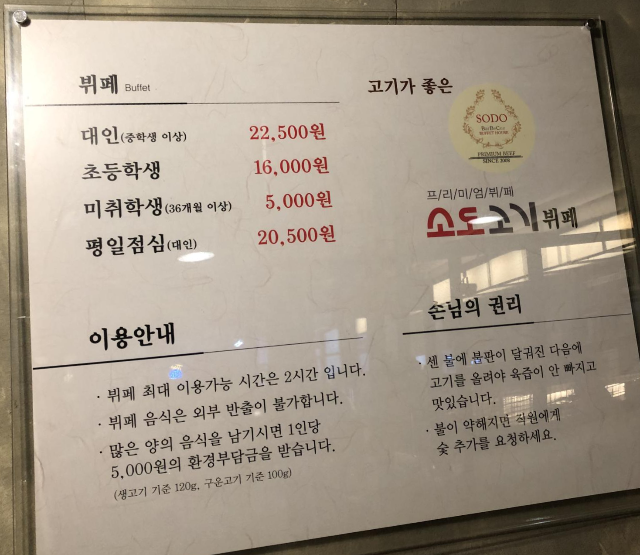 뷔페 Buffet
대인(중학생 이상) 22,500원
초등학생 16,000원
미취학생(36개월 이상) 5,000원
평일점심(대인) 20,500원
고기가 좋은
SODO
BUFFET HOUSE
PREMIUM BEEF
프/리/미/엄/뷔/페
소도고기뷔페
이용안내
· 뷔페 최대 이용가능 시간은 2시간 입니다.
· 뷔페 음식은 외부 반출이 불가합니다.
· 많은 양의 음식을 남기시면 1인당
5,000원의 환경부담금을 받습니다.
(생고기 기준 120g, 구운고기 기준 100g)
손님의 권리
· 센 불에 불판이 달궈진 다음에
고기를 올려야 육즙이 안 빠지고
맛있습니다.
· 불이 약해지면 직원에게
숯 추가를 요청하세요.